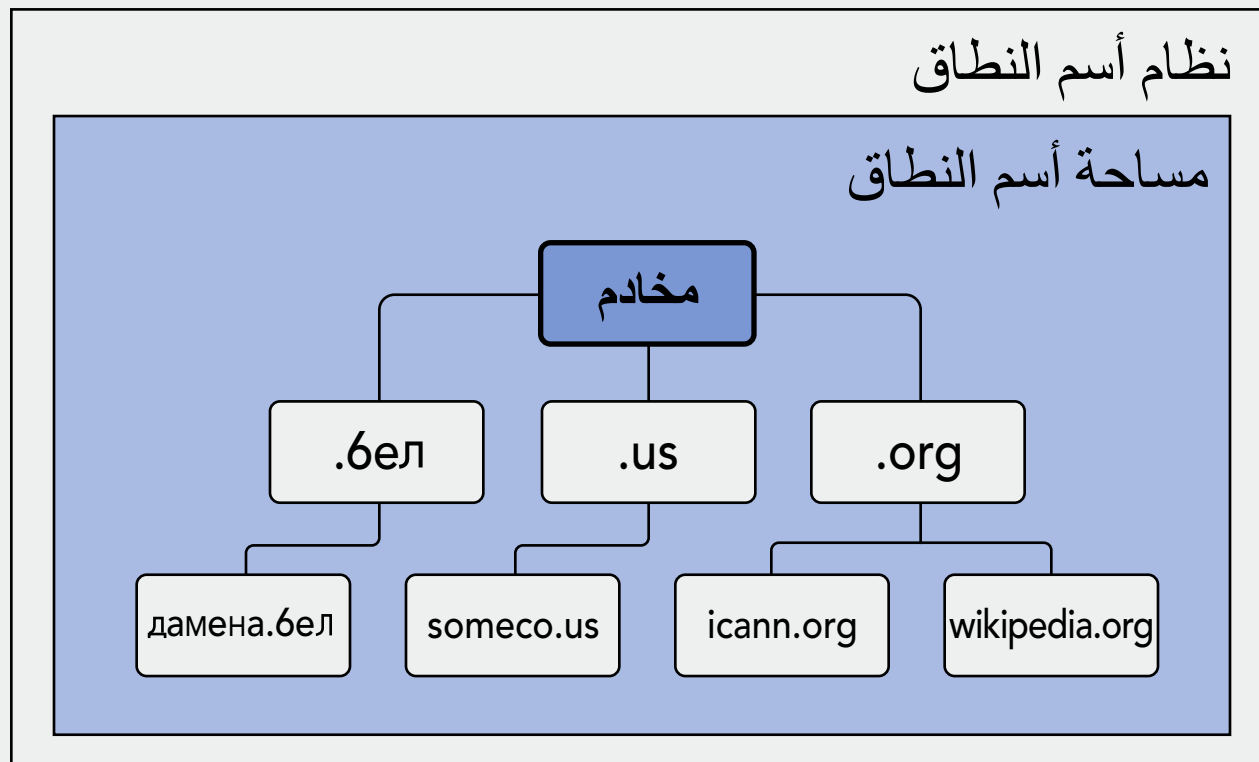 نظام أسم النطاق
مساحة أسم النطاق
مخادم
.бел
.us
.org
дамена.бел
someco.us
icann.org
wikipedia.org